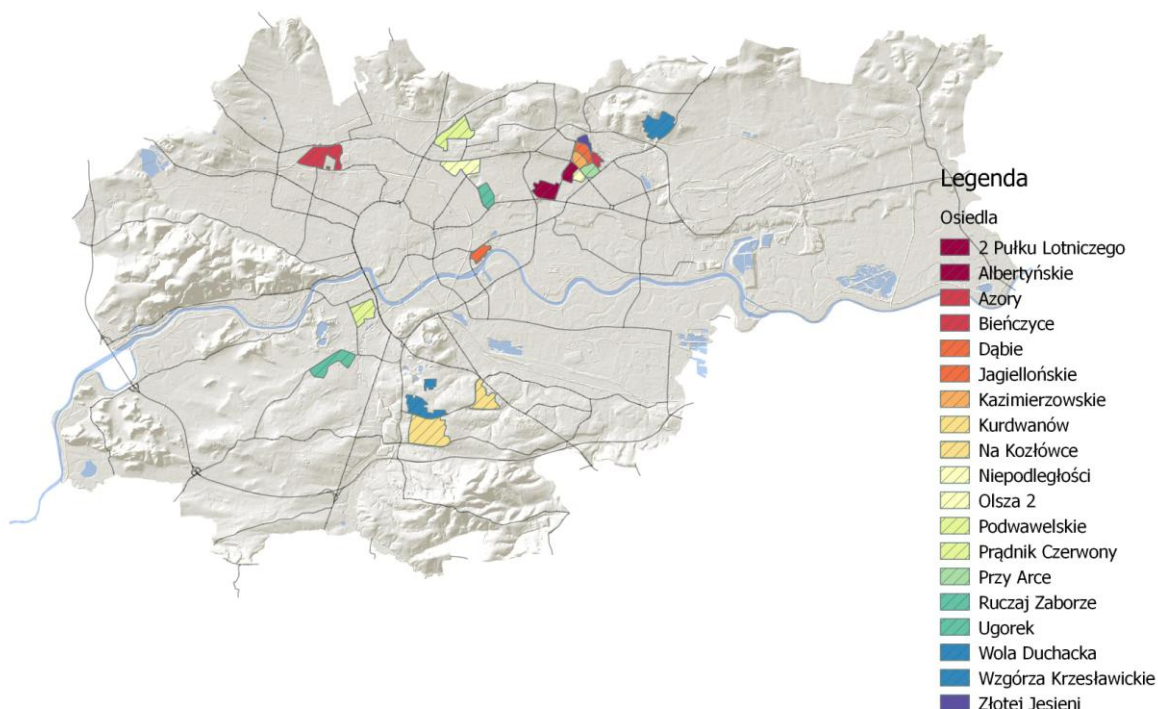 Legenda
Osiedla
2 Pułku Lotniczego
Albertyńskie
Azory
Bieńczyce
Dąbie
Jagiellońskie
Kazimierzowskie
Kurdwanów
Na Kozłówce
Niepodległości
Olsza 2
Podwawelskie
Prądnik Czerwony
Przy Arce
Ruczaj Zaborze
Ugorek
Wola Duchacka
Wzgórza Krzesławickie
Złotej Jesieni